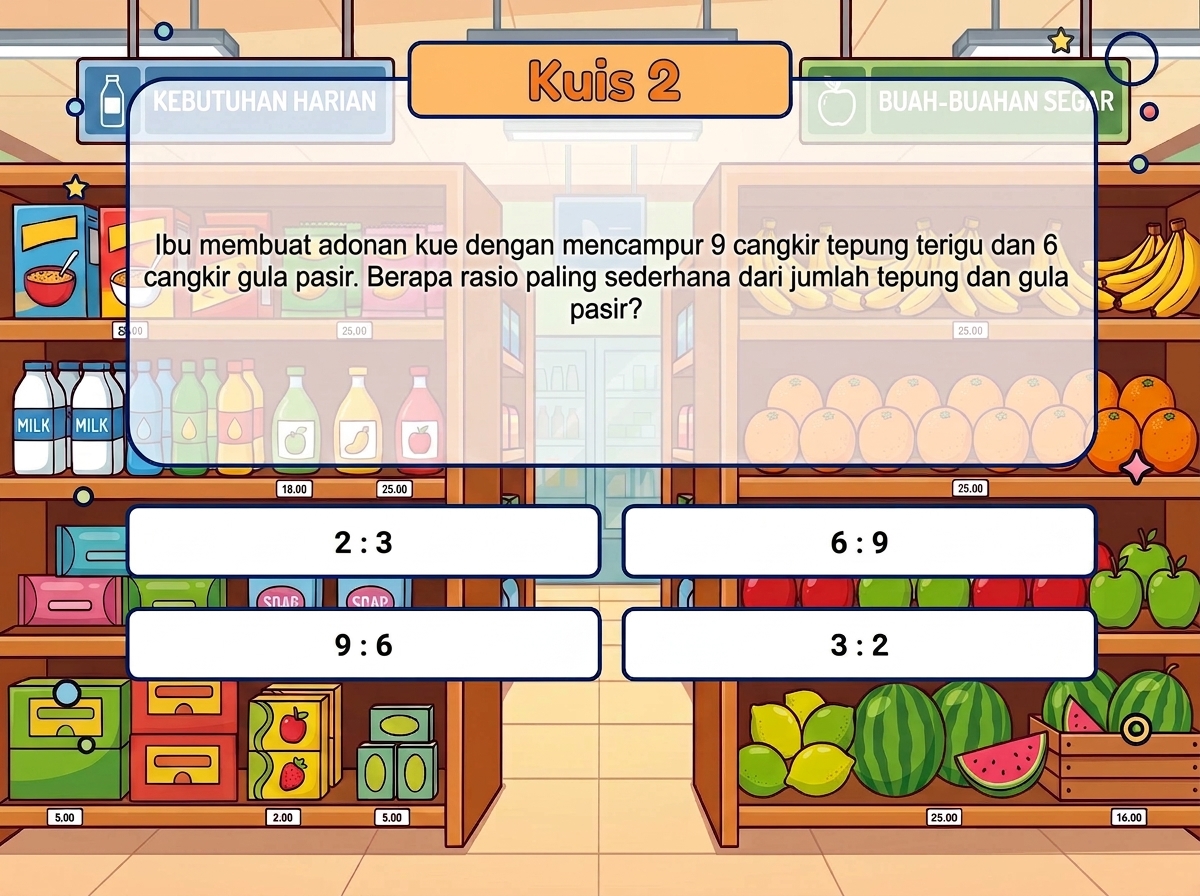 Kuis 2
KEBUTUHAN HARIAN
BUAH-BUAHAN SEGAR
Ibu membuat adonan kue dengan mencampur 9 cangkir tepung terigu dan 6
cangkir gula pasir. Berapa rasio paling sederhana dari jumlah tepung dan gula
pasir?
25.00
25.00
MILK
MILK
18.00
25.00
25.00
2 : 3
6 : 9
SOAP
SOAP
9 : 6
3 : 2
5.00
2.00
5.00
25.00
16.00